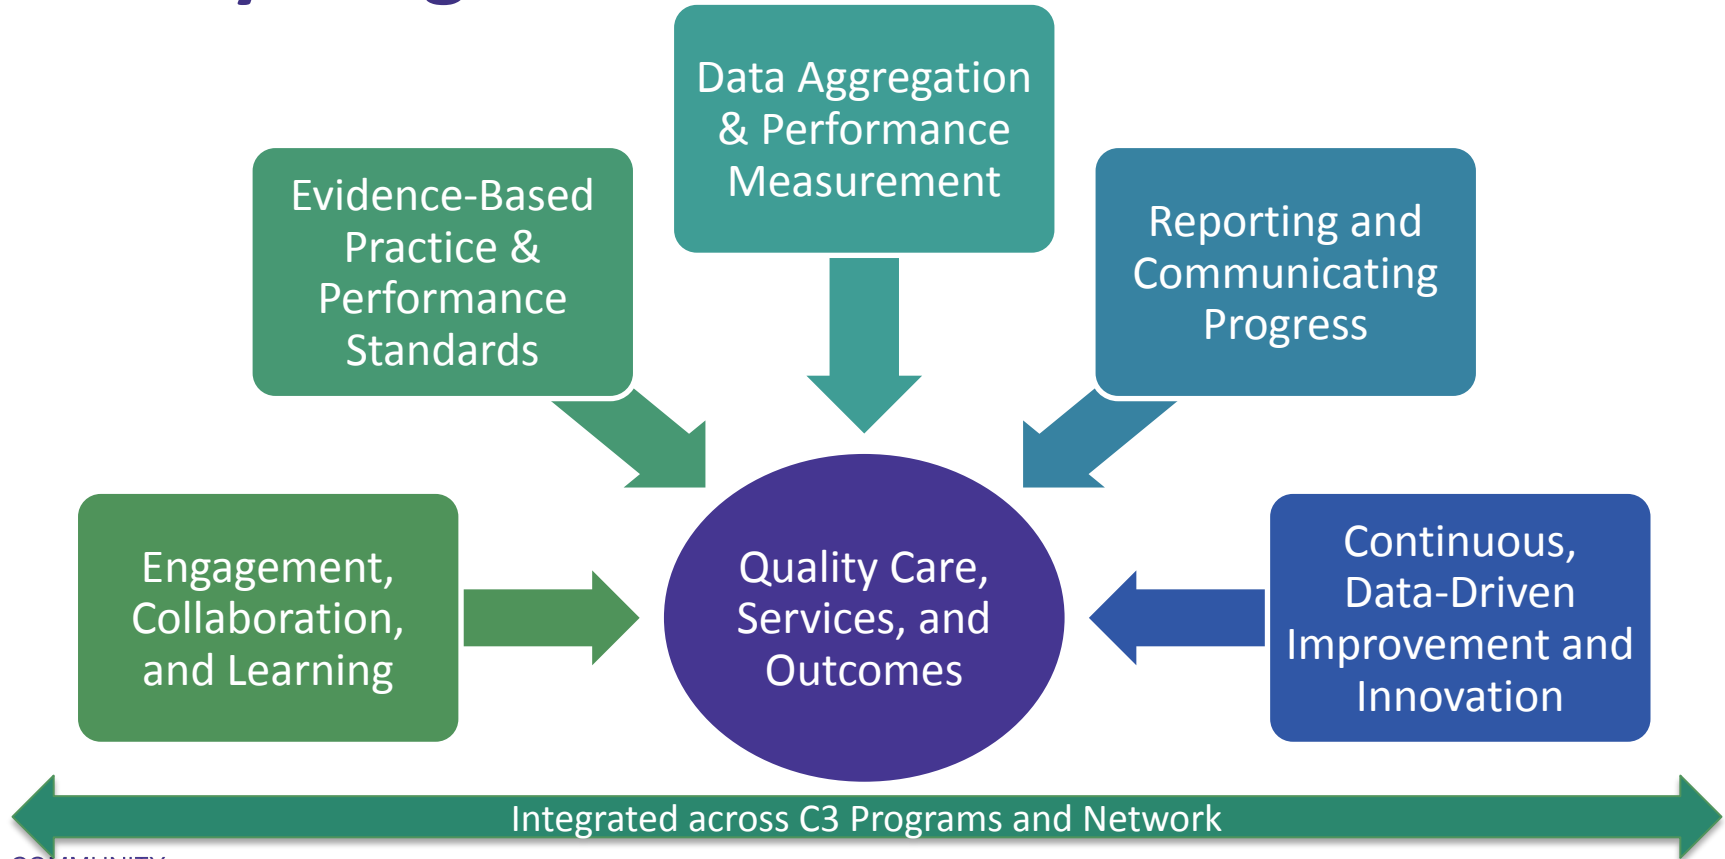 Data Aggregation
& Performance
Measurement
Evidence-Based
Practice &
Performance
Standards
Reporting and
Communicating
Progress
Engagement,
Collaboration,
and Learning
Quality Care,
Services, and
Outcomes
Continuous,
Data-Driven
Improvement and
Innovation
Integrated across C3 Programs and Network
COMMUNITY